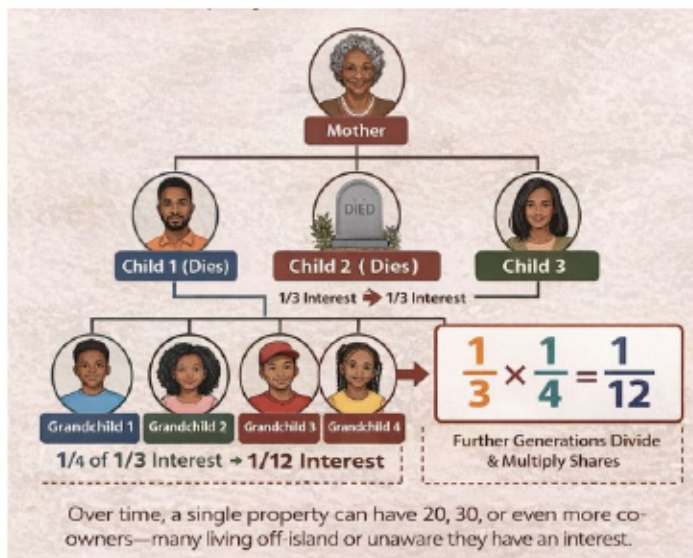 Mother
DIED
Child 1 (Dies)
Child 2 ( Dies)
Child 3
1/3 Interest → 1/3 Interest
Grandchild 1
Grandchild 2
Grandchild 3
Grandchild 4
1/4 of 1/3 Interest → 1/12 Interest
1/3 × 1/4 = 1/12
Further Generations Divide
& Multiply Shares
Over time, a single property can have 20, 30, or even more co-
owners—many living off-island or unaware they have an interest.